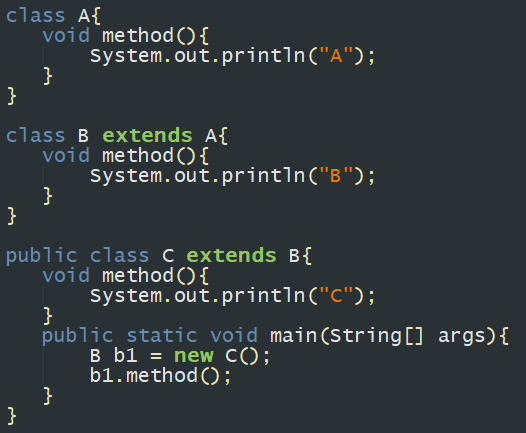 class A{
    void method(){
        System.out.println("A");
    }
}

class B extends A{
    void method(){
        System.out.println("B");
    }
}

public class C extends B{
    void method(){
        System.out.println("C");
    }
    public static void main(String[] args){
        B b1 = new C();
        b1.method();
    }
}